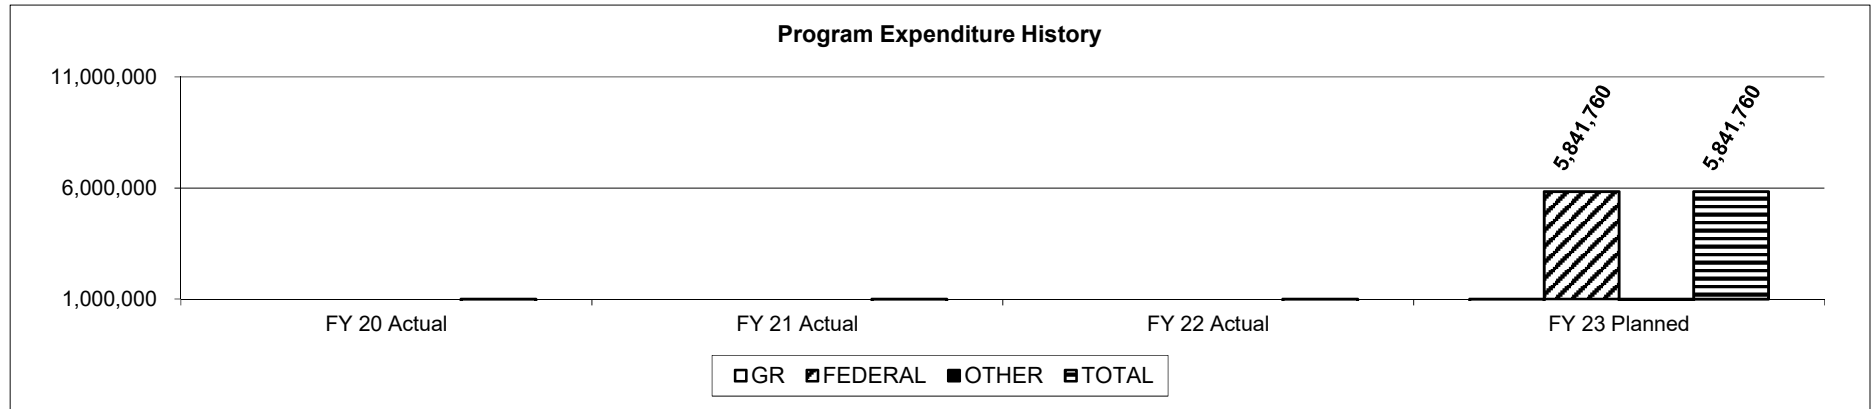 Program Expenditure History
11,000,000
6,000,000
1,000,000
5,841,760
5,841,760
FY 20 Actual
FY 21 Actual
FY 22 Actual
FY 23 Planned
GR FEDERAL OTHER TOTAL